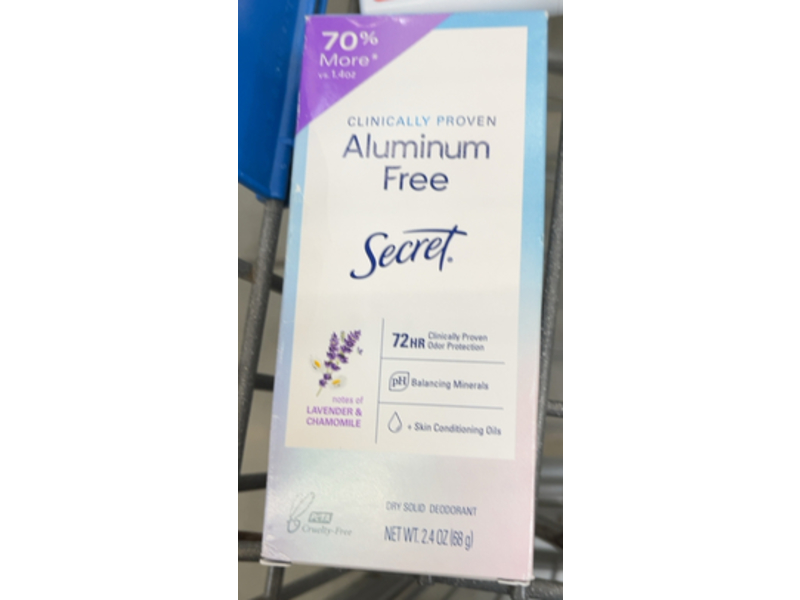 70%
More*
vs. 1.4oz
CLINICALLY PROVEN
Aluminum
Free
Secret®
72HR Clinically Proven
Odor Protection
pH Balancing Minerals
+ Skin Conditioning Oils
notes of
LAVENDER &
CHAMOMILE
PETA
Cruelty-Free
DRY SOLID DEODORANT
NET WT. 2.4 OZ (68 g)